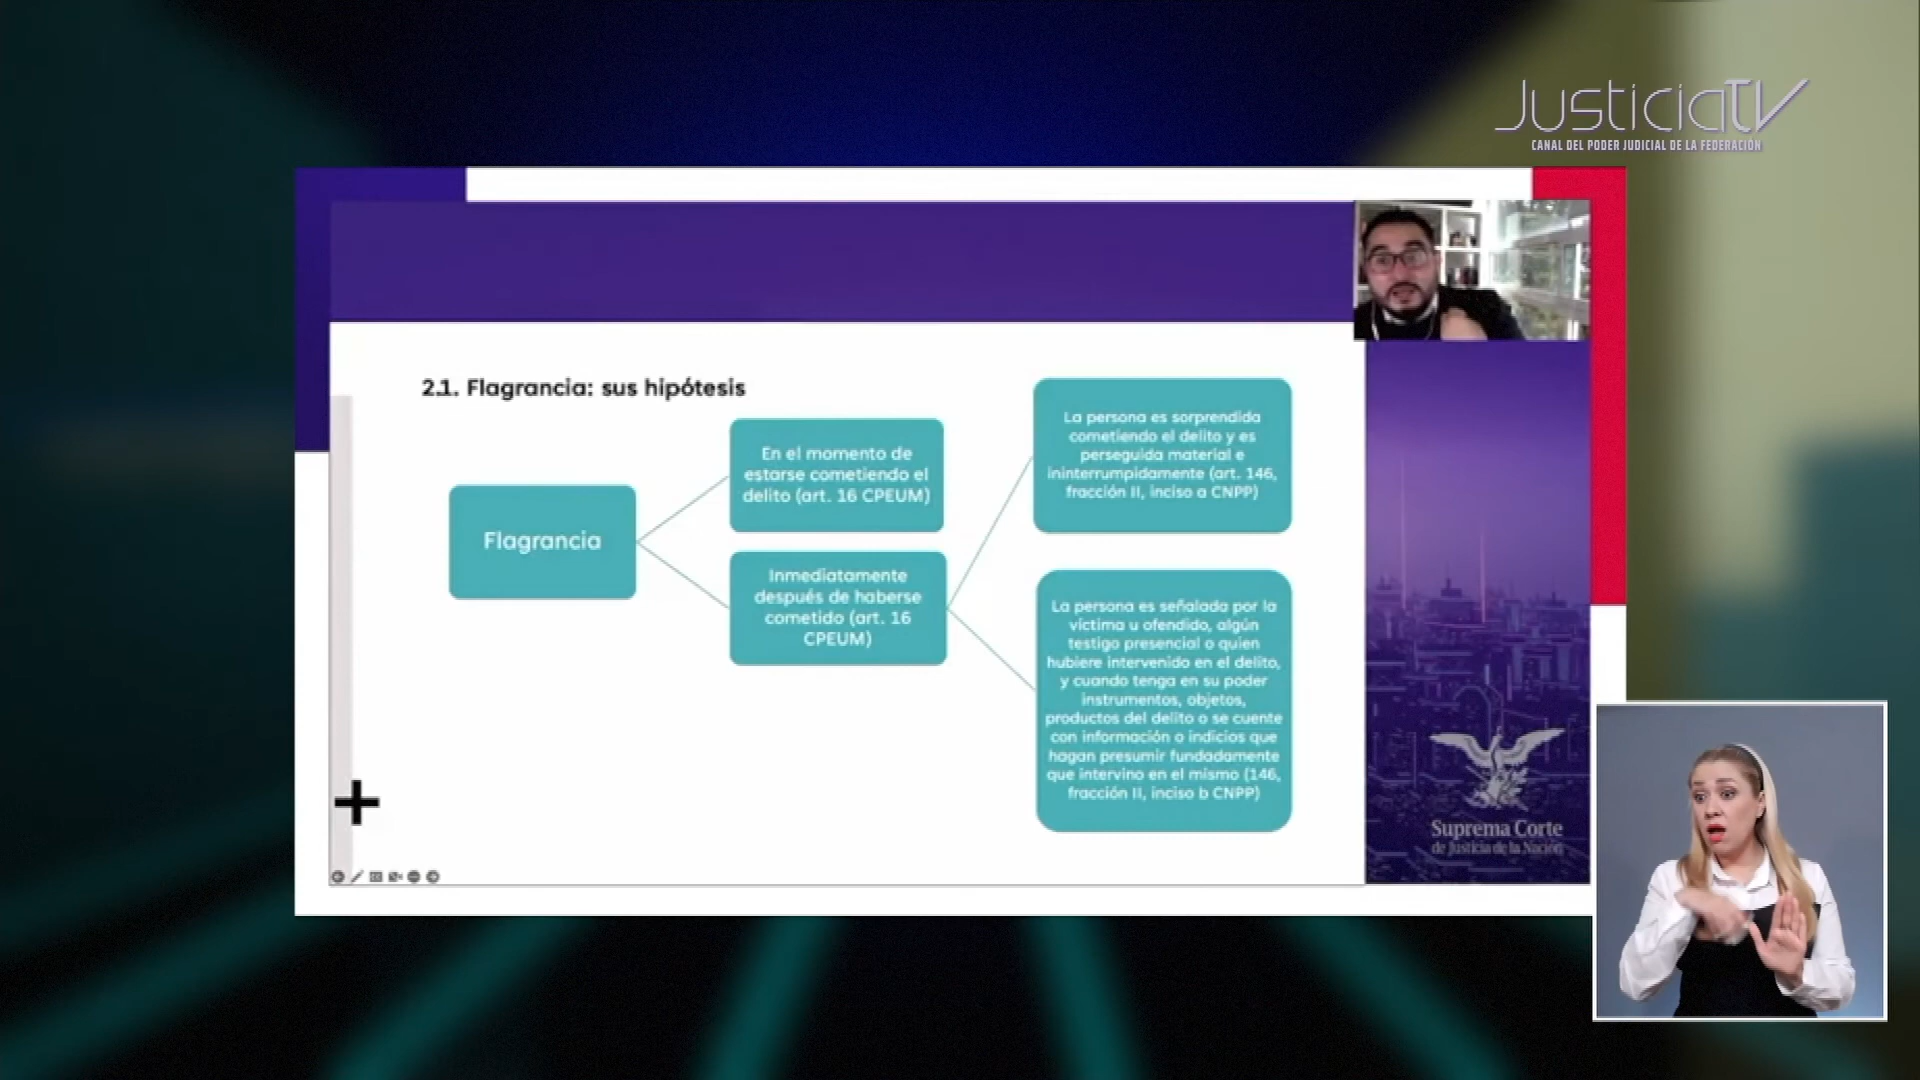 JusticiaTV
CANAL DEL PODER JUDICIAL DE LA FEDERACIÓN
2.1. Flagrancia: sus hipótesis
Flagrancia
En el momento de
estarse cometiendo el
delito (art. 16 CPEUM)
Inmediatamente
después de haberse
cometido (art. 16
CPEUM)
La persona es sorprendida
cometiendo el delito y es
perseguida material e
ininterrumpidamente (art. 146,
fracción II, inciso a CNPP)
La persona es señalada por la
víctima u ofendido, algún
testigo presencial o quien
hubiere intervenido en el delito,
y cuando tenga en su poder
instrumentos, objetos,
productos del delito o se cuente
con información o indicios que
hagan presumir fundadamente
que intervino en el mismo (146,
fracción II, inciso b CNPP)
Suprema Corte
de Justicia de la Nación